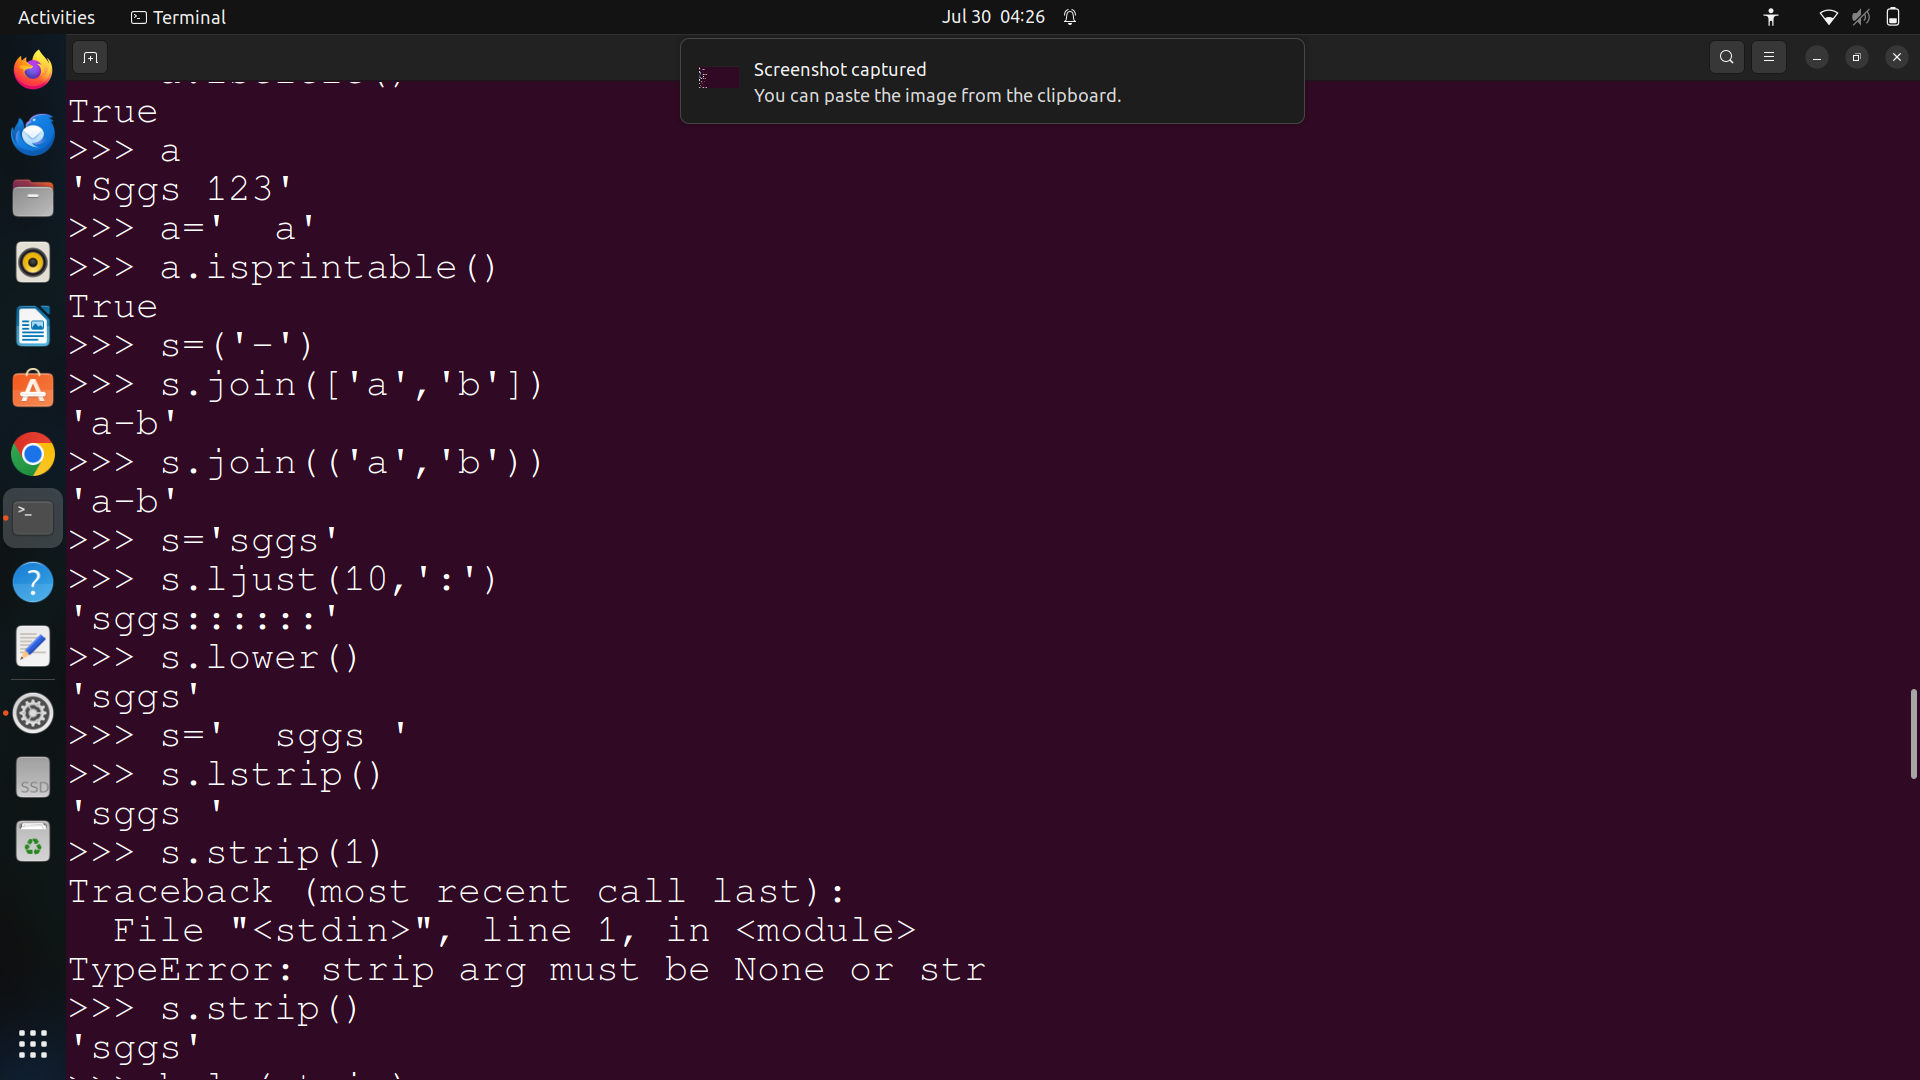 Activities Terminal Jul 30 04:26
Screenshot captured
You can paste the image from the clipboard.
True
>>> a
'Sggs 123'
>>> a='  a'
>>> a.isprintable()
True
>>> s=('-')
>>> s.join(['a','b'])
'a-b'
>>> s.join(('a','b'))
'a-b'
>>> s='sggs'
>>> s.ljust(10,':')
'sggs::::::'
>>> s.lower()
'sggs'
>>> s='  sggs '
>>> s.lstrip()
'sggs '
>>> s.strip(1)
Traceback (most recent call last):
  File "<stdin>", line 1, in <module>
TypeError: strip arg must be None or str
>>> s.strip()
'sggs'
SSD